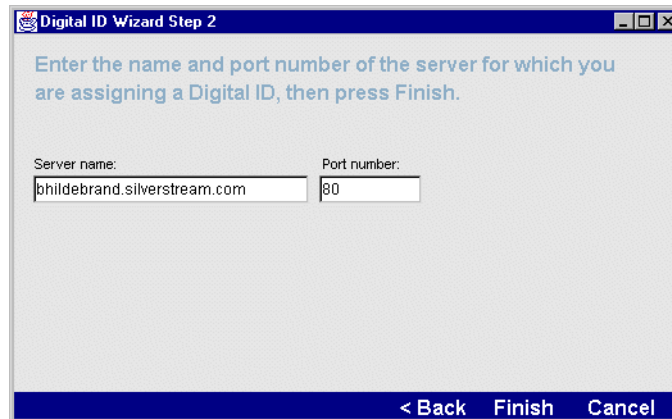 Digital ID Wizard Step 2
Enter the name and port number of the server for which you
are assigning a Digital ID, then press Finish.
Server name: Port number:
bhildebrand.silverstream.com 80
< Back Finish Cancel